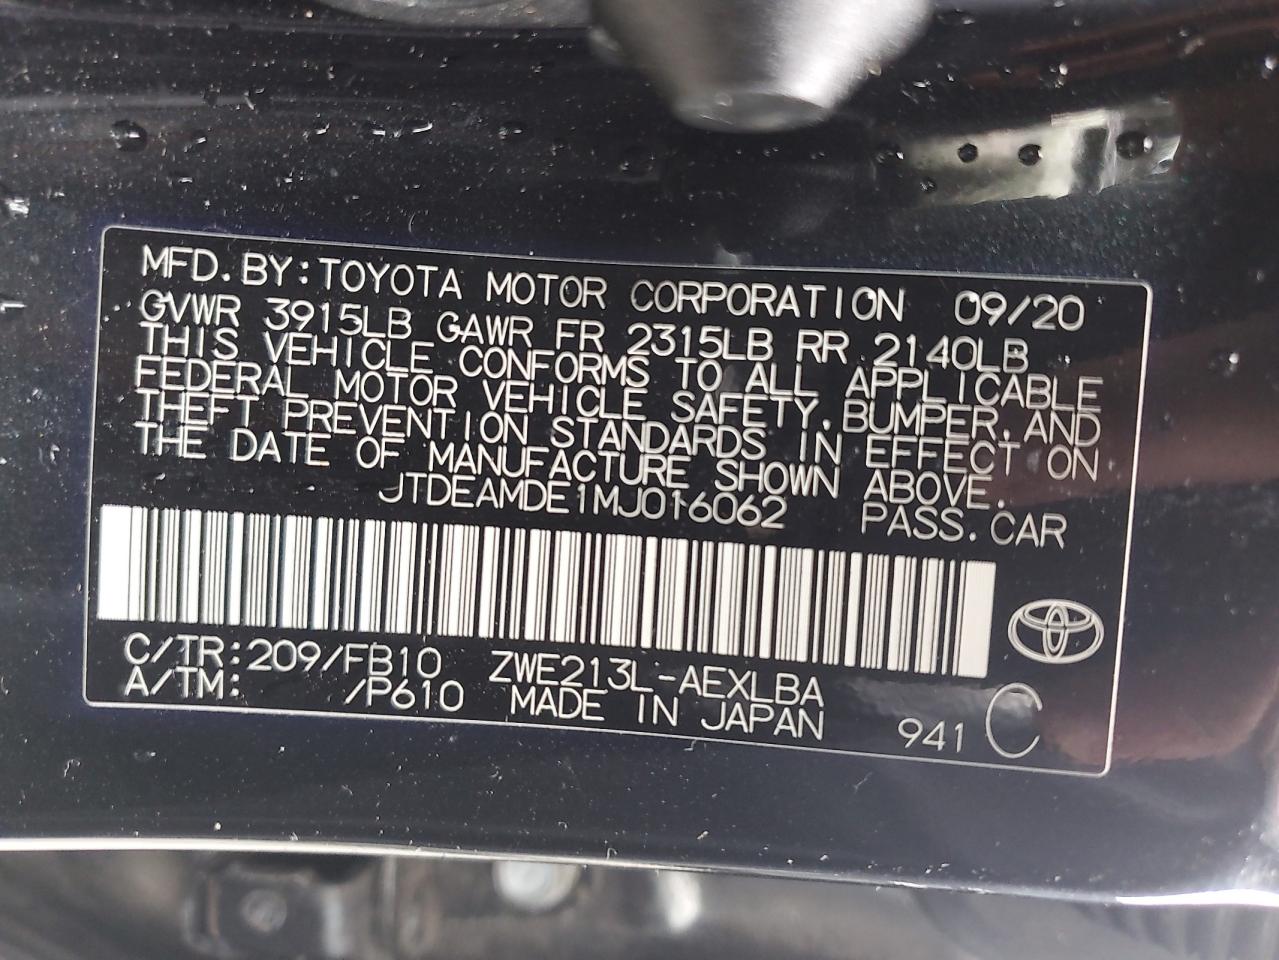 MFD.BY:TOYOTA MOTOR CORPORATION 09/20
GVWR 3915LB GAWR FR 2315LB RR 2140LB
THIS VEHICLE CONFORMS TO ALL APPLICABLE
FEDERAL MOTOR VEHICLE SAFETY,BUMPER,AND
THEFT PREVENTION STANDARDS IN EFFECT ON
THE DATE OF MANUFACTURE SHOWN ABOVE.
JTDEAMDE1MJ016062 PASS.CAR
C/TR:209/FB10 ZWE213L-AEXLBA
A/TM: /P610 MADE IN JAPAN 941 C